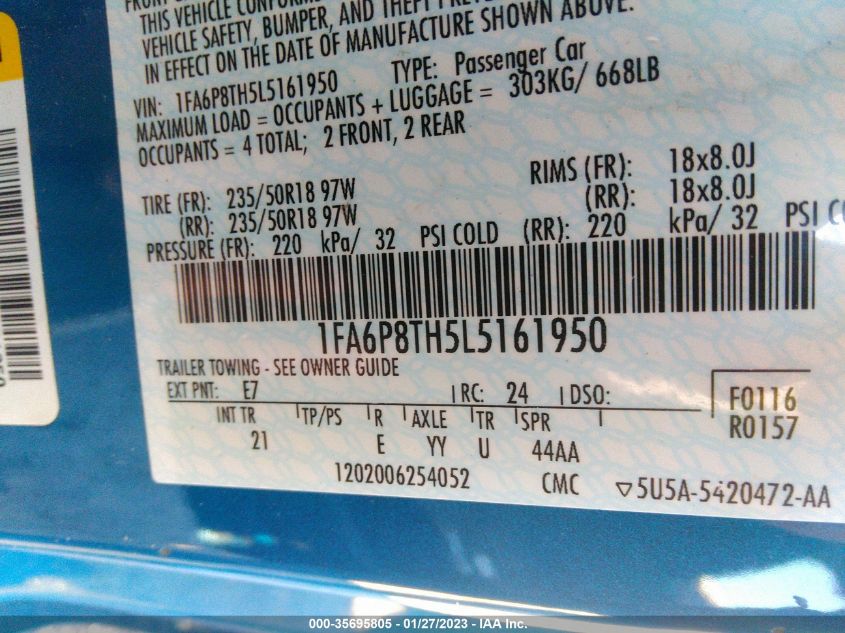 THIS VEHICLE CONFORMS
VEHICLE SAFETY, BUMPER, AND THEFT
IN EFFECT ON THE DATE OF MANUFACTURE SHOWN ABOVE.
VIN: 1FA6P8TH5L5161950 TYPE: Passenger Car
MAXIMUM LOAD = OCCUPANTS + LUGGAGE = 303KG/ 668LB
OCCUPANTS = 4 TOTAL; 2 FRONT, 2 REAR
TIRE (FR): 235/50R18 97W RIMS (FR): 18x8.0J
(RR): 235/50R18 97W (RR): 18x8.0J
PRESSURE (FR): 220 kPa/ 32 PSI COLD (RR): 220 kPa/ 32 PSI
1FA6P8TH5L5161950
TRAILER TOWING - SEE OWNER GUIDE
EXT PNT: E7 RC: 24 DSO: F0116
INT TR TP/PS R AXLE TR SPR R0157
21 E YY U 44AA
1202006254052 CMC ▽5U5A-5420472-AA
000-35695805 - 01/27/2023 - IAA Inc.